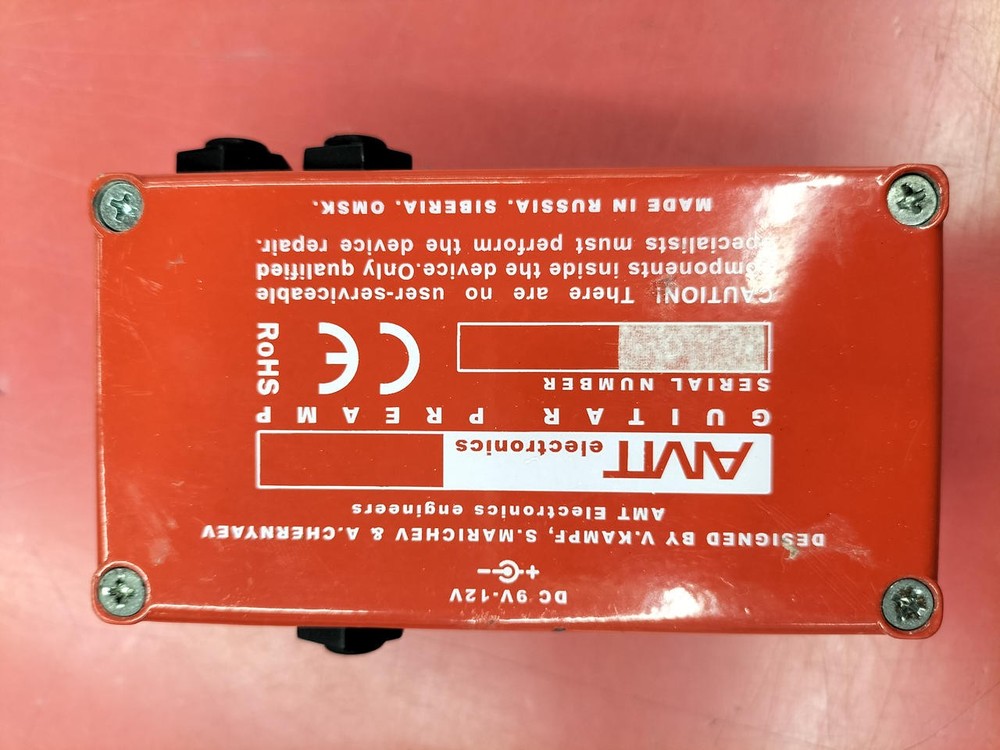 DC 9V-12V
+ −
DESIGNED BY V.KAMPF, S.MARICHEV & A.CHERNYAEV
AMT Electronics engineers
AMT electronics
GUITAR PREAMP
SERIAL NUMBER
CE RoHS
CAUTION! There are no user-serviceable
components inside the device.Only qualified
specialists must perform the device repair.
MADE IN RUSSIA. SIBERIA. OMSK.